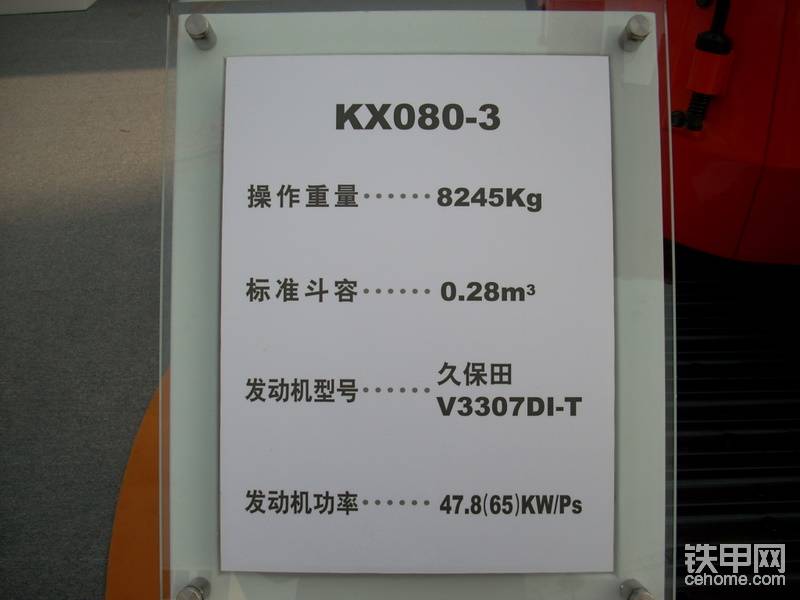 KX080-3
操作重量······8245Kg
标准斗容······0.28m³
发动机型号······久保田
V3307DI-T
发动机功率······47.8(65)KW/Ps
铁甲网
cehome.com